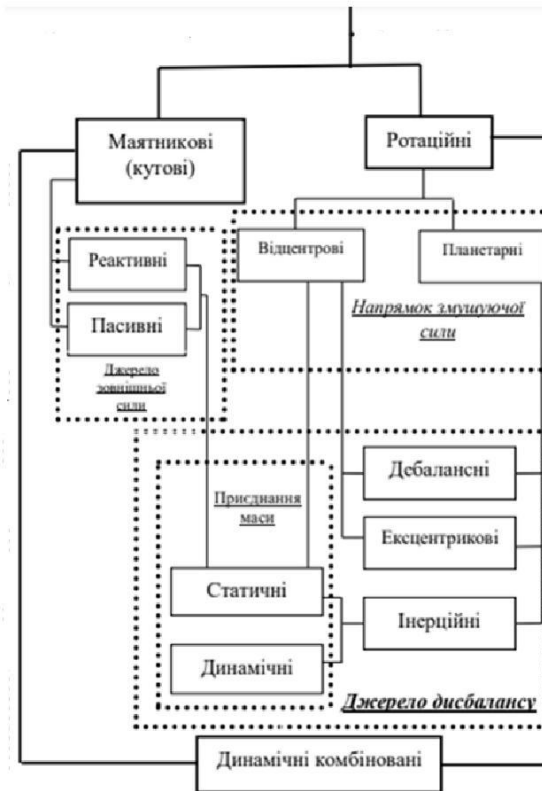 Маятникові
(кутові)
Ротаційні
Реактивні
Пасивні
Джерело
зовнішньої
сили
Відцентрові
Планетарні
Напрямок змушуючої
сили
Приєднання
маси
Дебалансні
Ексцентрикові
Статичні
Інерційні
Динамічні
Джерело дисбалансу
Динамічні комбіновані